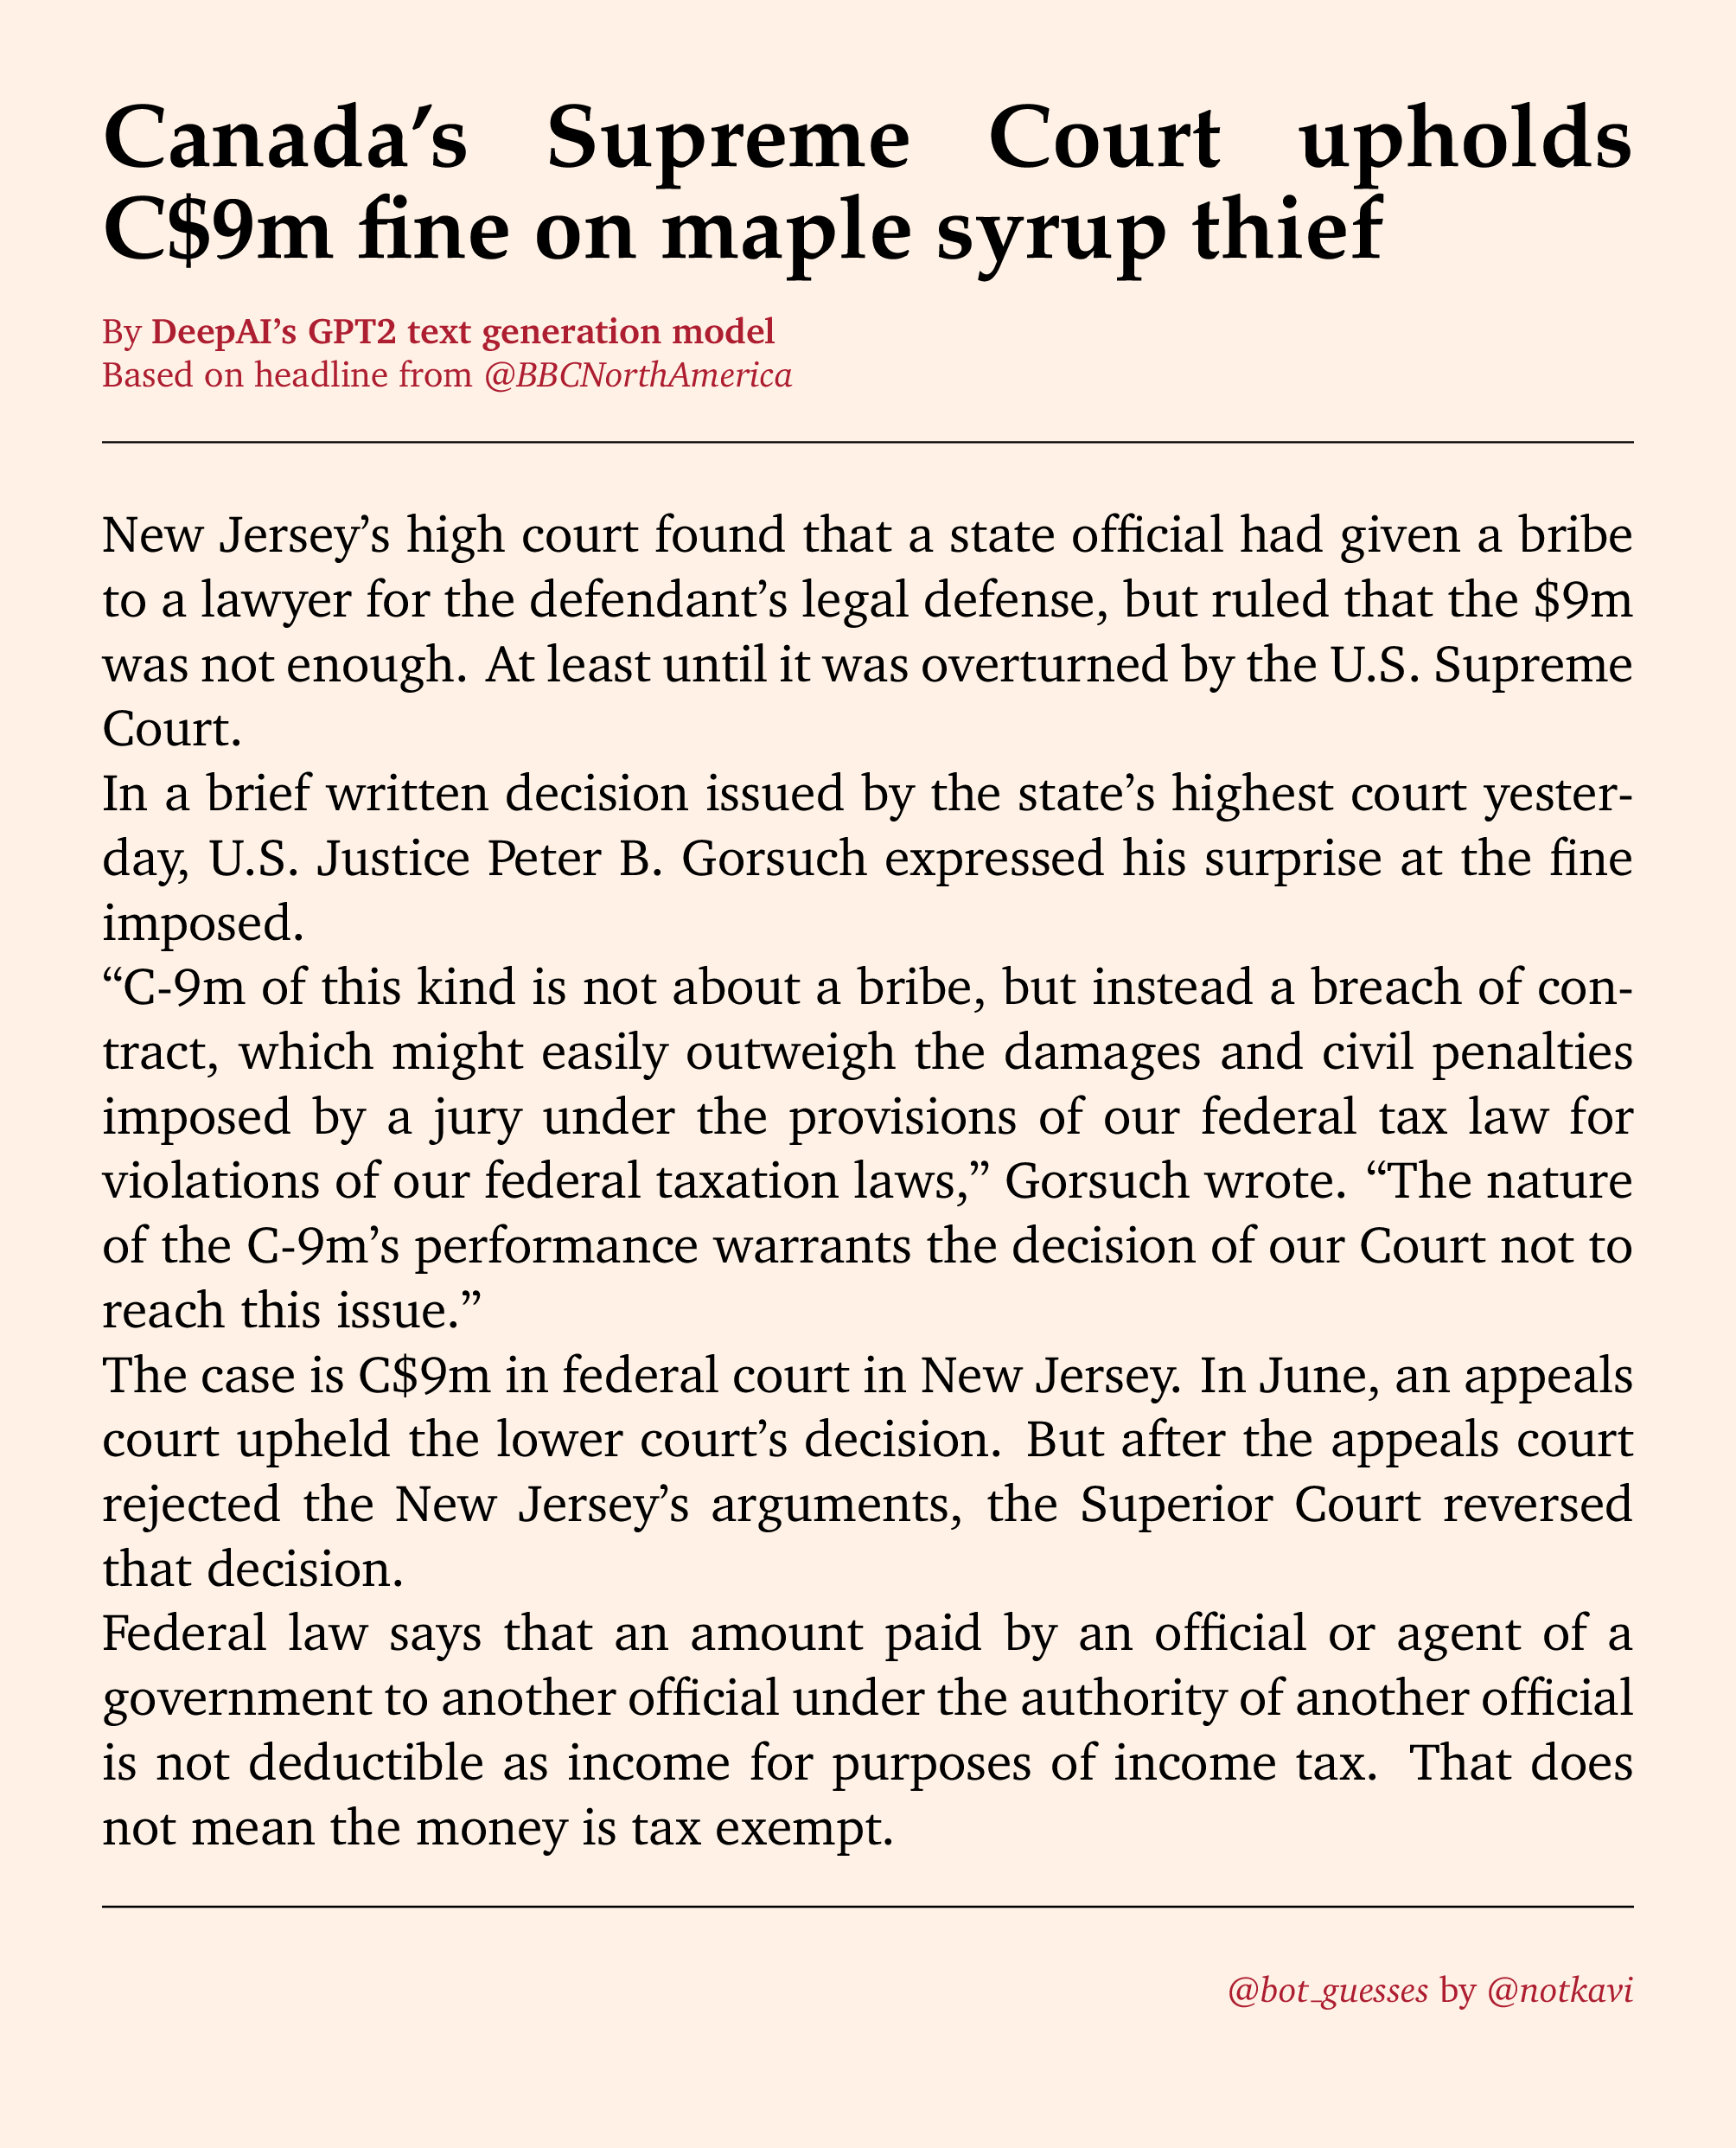 Canada’s Supreme Court upholds
C$9m fine on maple syrup thief
By DeepAI’s GPT2 text generation model
Based on headline from @BBCNorthAmerica
New Jersey’s high court found that a state official had given a bribe
to a lawyer for the defendant’s legal defense, but ruled that the $9m
was not enough. At least until it was overturned by the U.S. Supreme
Court.
In a brief written decision issued by the state’s highest court yester-
day, U.S. Justice Peter B. Gorsuch expressed his surprise at the fine
imposed.
“C-9m of this kind is not about a bribe, but instead a breach of con-
tract, which might easily outweigh the damages and civil penalties
imposed by a jury under the provisions of our federal tax law for
violations of our federal taxation laws,” Gorsuch wrote. “The nature
of the C-9m’s performance warrants the decision of our Court not to
reach this issue.”
The case is C$9m in federal court in New Jersey. In June, an appeals
court upheld the lower court’s decision. But after the appeals court
rejected the New Jersey’s arguments, the Superior Court reversed
that decision.
Federal law says that an amount paid by an official or agent of a
government to another official under the authority of another official
is not deductible as income for purposes of income tax. That does
not mean the money is tax exempt.
@bot_guesses by @notkavi